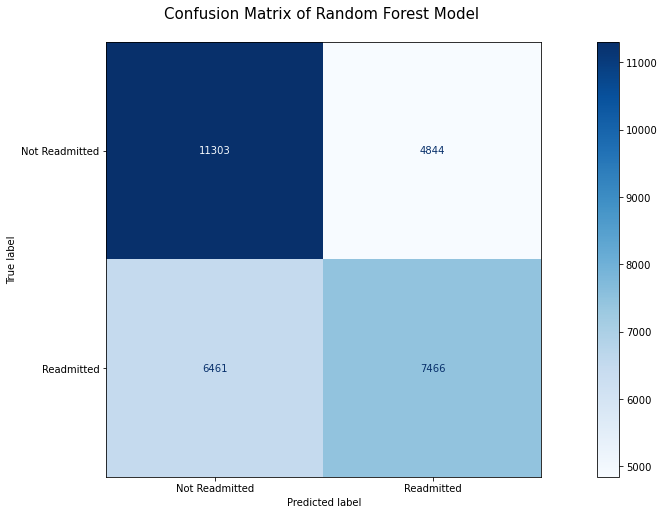 Confusion Matrix of Random Forest Model
Not Readmitted
Readmitted
True label
11303
4844
6461
7466
Not Readmitted
Readmitted
Predicted label
11000
10000
9000
8000
7000
6000
5000